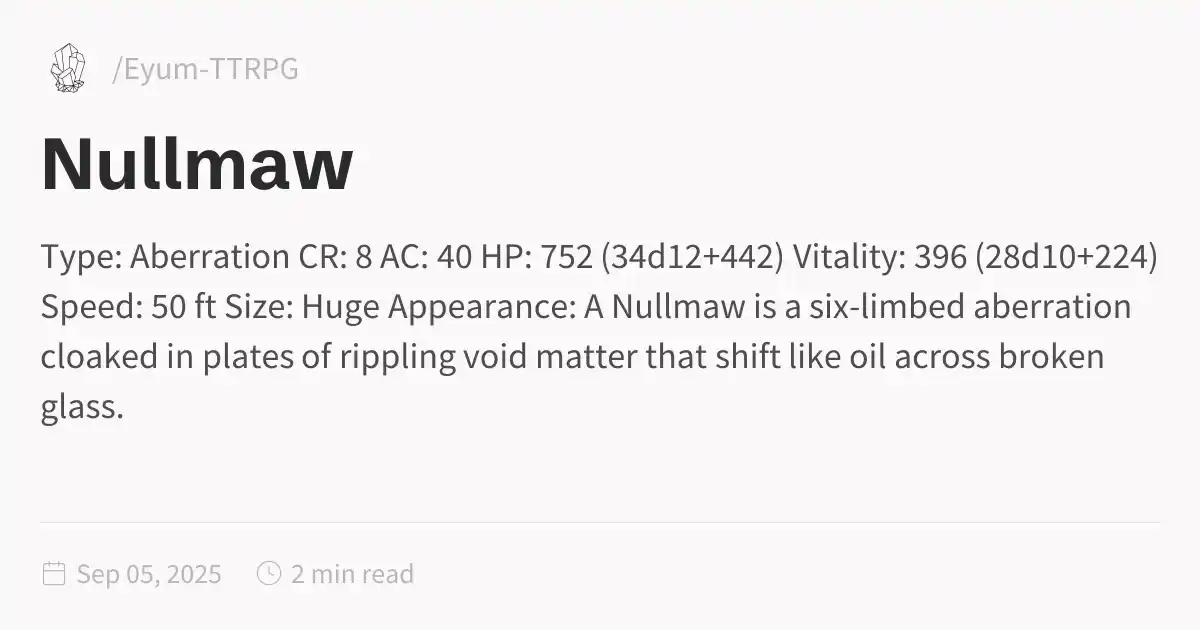 /Eyum-TTRPG
Nullmaw
Type: Aberration CR: 8 AC: 40 HP: 752 (34d12+442) Vitality: 396 (28d10+224)
Speed: 50 ft Size: Huge Appearance: A Nullmaw is a six-limbed aberration
cloaked in plates of rippling void matter that shift like oil across broken
glass.
Sep 05, 2025 2 min read